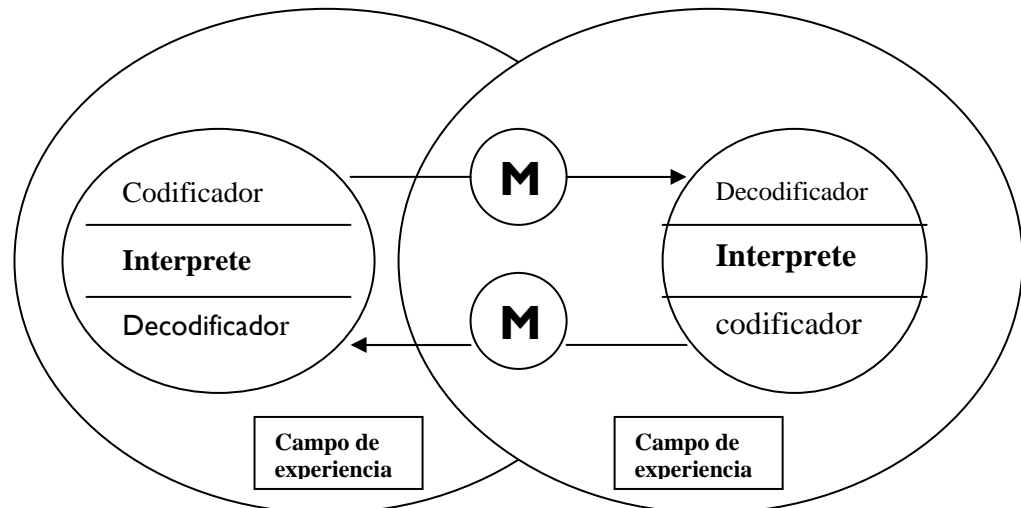 Codificador
Interprete
Decodificador
M
M
Decodificador
Interprete
codificador
Campo de
experiencia
Campo de
experiencia